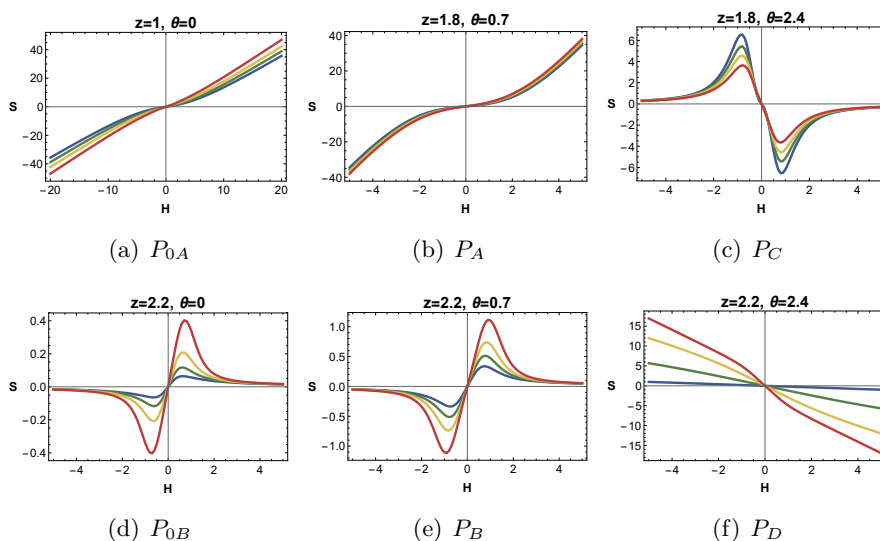 z=1, θ=0
40
20
S 0
−20
−40
−20 −10 0 10 20
H
(a) P0A
z=1.8, θ=0.7
40
20
S 0
−20
−40
−4 −2 0 2 4
H
(b) PA
z=1.8, θ=2.4
6
4
2
S 0
−2
−4
−6
−4 −2 0 2 4
H
(c) PC
z=2.2, θ=0
0.4
0.2
S 0.0
−0.2
−0.4
−4 −2 0 2 4
H
(d) P0B
z=2.2, θ=0.7
1.0
0.5
S 0.0
−0.5
−1.0
−4 −2 0 2 4
H
(e) PB
z=2.2, θ=2.4
15
10
5
S 0
−5
−10
−15
−4 −2 0 2 4
H
(f) PD